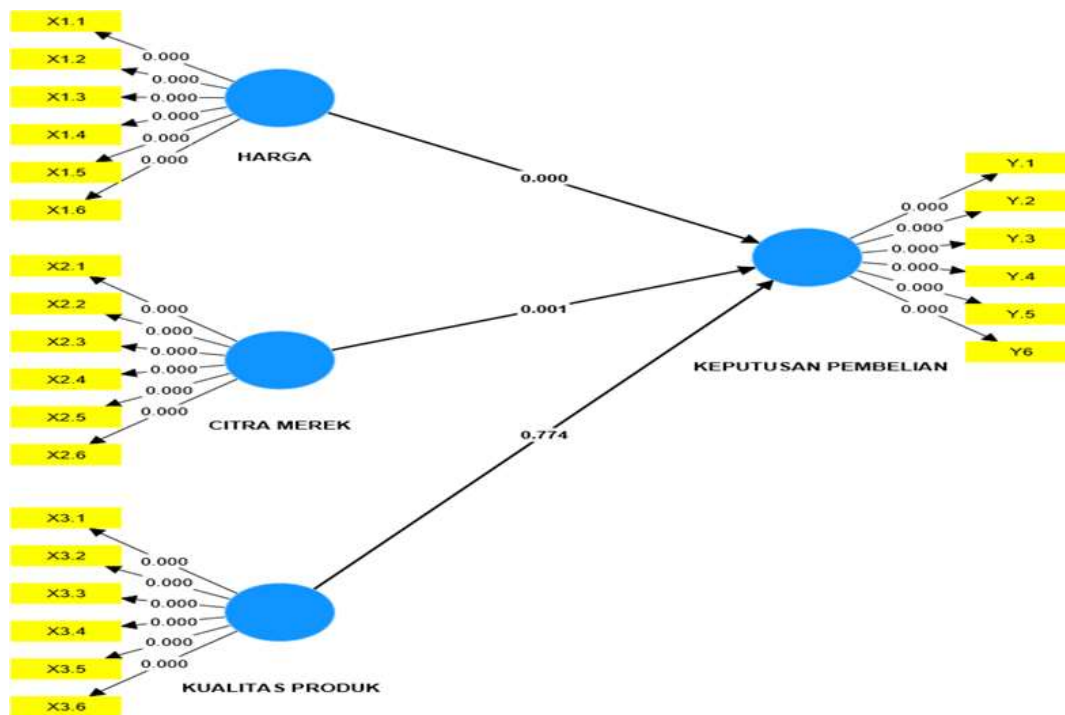 X1.1
X1.2
X1.3
X1.4
X1.5
X1.6
0.000
0.000
0.000
0.000
0.000
0.000
HARGA
0.000
X2.1
X2.2
X2.3
X2.4
X2.5
X2.6
0.000
0.000
0.000
0.000
0.000
0.000
CITRA MEREK
0.001
X3.1
X3.2
X3.3
X3.4
X3.5
X3.6
0.000
0.000
0.000
0.000
0.000
0.000
KUALITAS PRODUK
0.774
KEPUTUSAN PEMBELIAN
0.000
0.000
0.000
0.000
0.000
0.000
Y.1
Y.2
Y.3
Y.4
Y.5
Y6